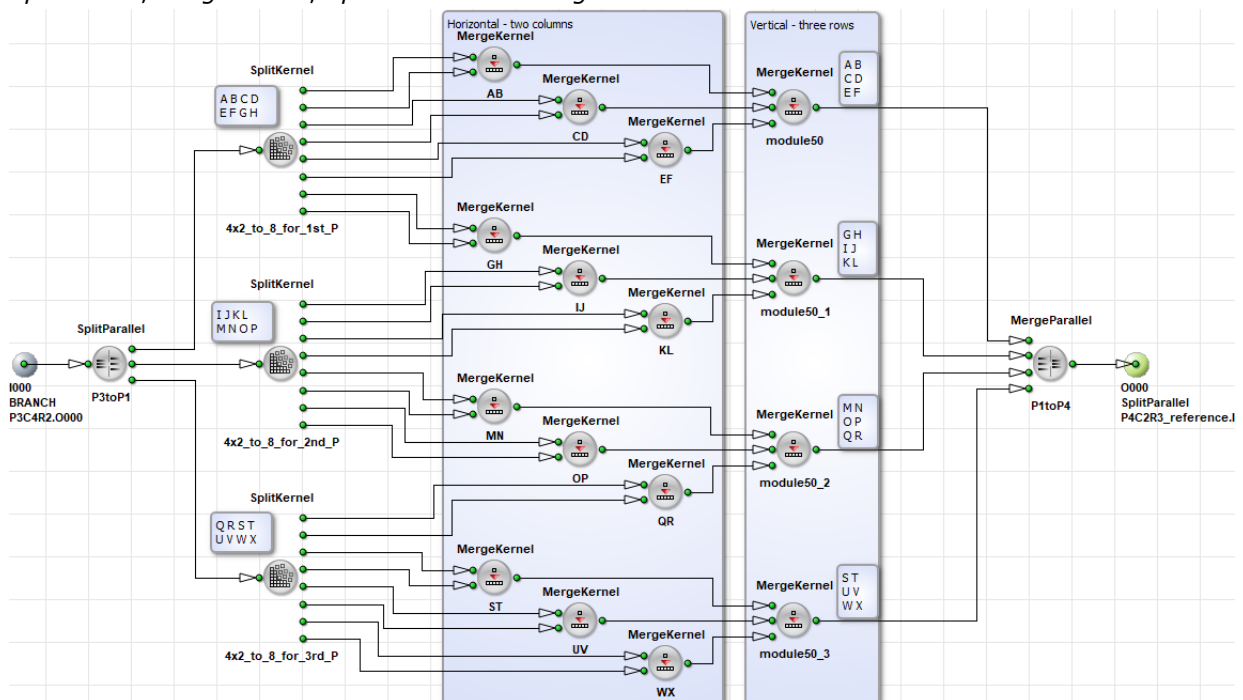 Horizontal - two columns
Vertical - three rows
MergeKernel
AB
MergeKernel
CD
MergeKernel
EF
MergeKernel
module50
A B
C D
E F
SplitKernel
A B C D
E F G H
4x2_to_8_for_1st_P
MergeKernel
GH
MergeKernel
IJ
MergeKernel
KL
MergeKernel
module50_1
G H
I J
K L
SplitKernel
I J K L
M N O P
4x2_to_8_for_2nd_P
SplitParallel
P3toP1
I000
BRANCH
P3C4R2.O000
MergeKernel
MN
MergeKernel
OP
MergeKernel
QR
MergeKernel
module50_2
M N
O P
Q R
MergeParallel
P1toP4
O000
SplitParallel
P4C2R3_reference.I
SplitKernel
Q R S T
U V W X
4x2_to_8_for_3rd_P
MergeKernel
ST
MergeKernel
UV
MergeKernel
WX
MergeKernel
module50_3
S T
U V
W X